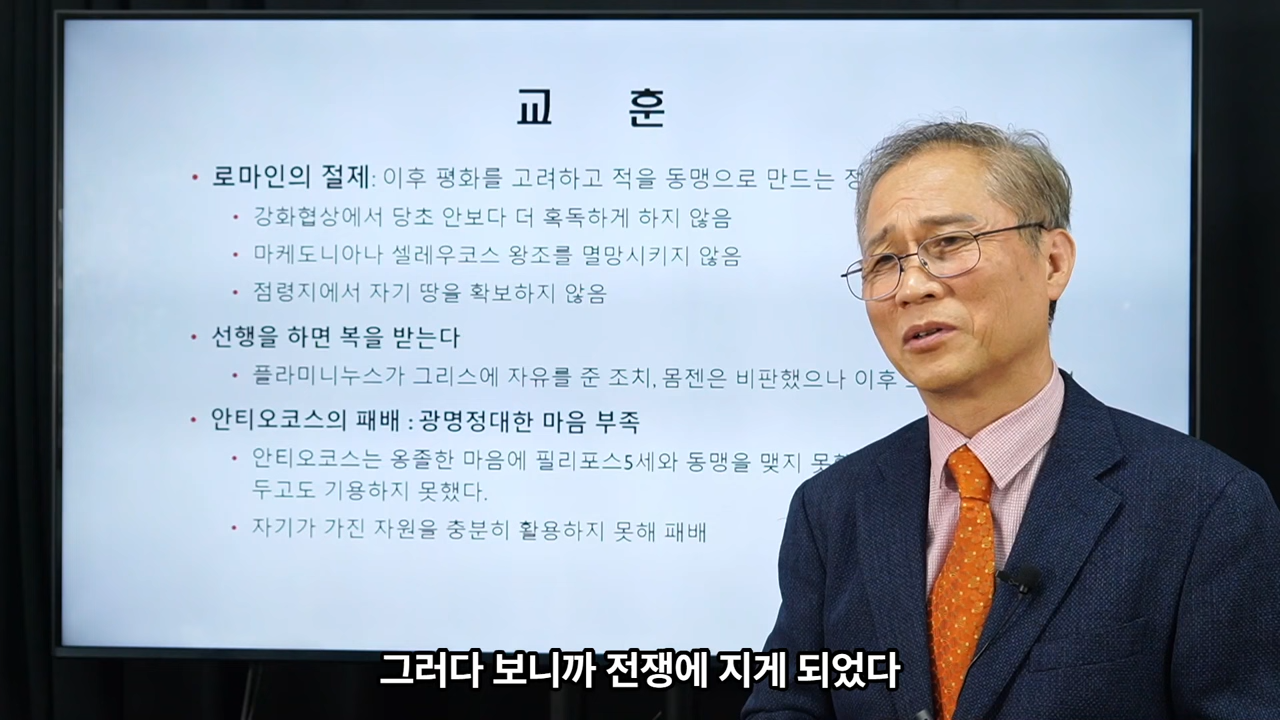 교 훈
• 로마인의 절제: 이후 평화를 고려하고 적을 동맹으로 만드는
• 강화협상에서 당초 안보다 더 혹독하게 하지 않음
• 마케도니아나 셀레우코스 왕조를 멸망시키지 않음
• 점령지에서 자기 땅을 확보하지 않음
• 선행을 하면 복을 받는다
• 플라미니누스가 그리스에 자유를 준 조치, 몸젠은 비판했으나 이후
• 안티오코스의 패배 : 광명정대한 마음 부족
• 안티오코스는 옹졸한 마음에 필리포스5세와 동맹을 맺지
두고도 기용하지 못했다.
• 자기가 가진 자원을 충분히 활용하지 못해 패배
그러다 보니까 전쟁에 지게 되었다